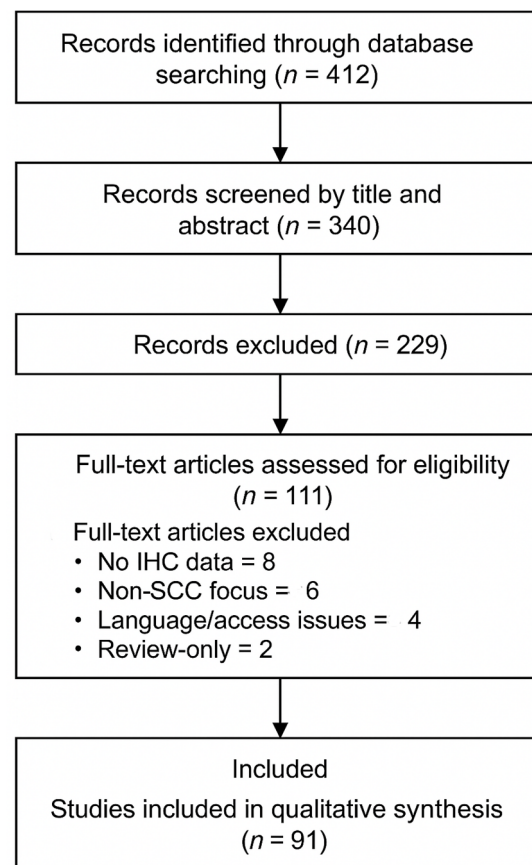 Records identified through database
searching (n = 412)
Records screened by title and
abstract (n = 340)
Records excluded (n = 229)
Full-text articles assessed for eligibility
(n = 111)
Full-text articles excluded
• No IHC data = 8
• Non-SCC focus = 6
• Language/access issues = 4
• Review-only = 2
Included
Studies included in qualitative synthesis
(n = 91)